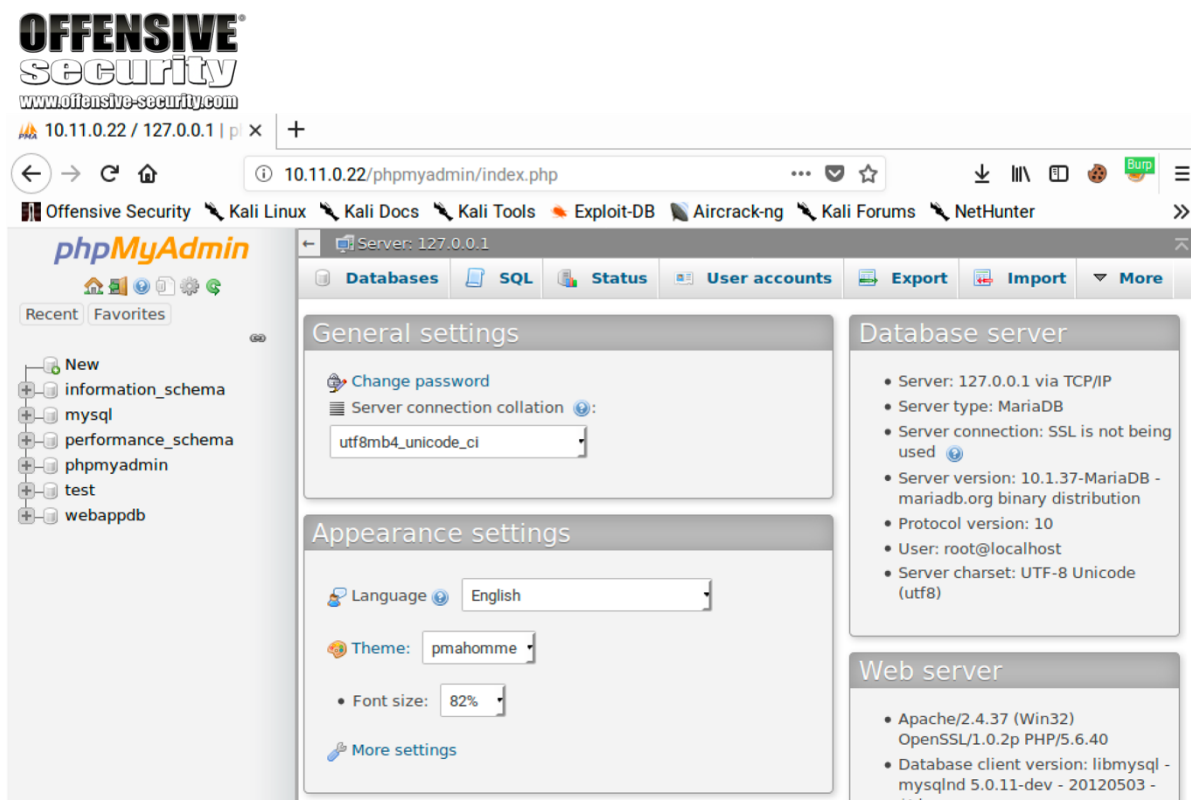 OFFENSIVE®
security
www.offensive-security.com
10.11.0.22 / 127.0.0.1 | p
10.11.0.22/phpmyadmin/index.php
Burp
Offensive Security Kali Linux Kali Docs Kali Tools Exploit-DB Aircrack-ng Kali Forums NetHunter
phpMyAdmin
Recent Favorites
New
information_schema
mysql
performance_schema
phpmyadmin
test
webappdb
Server: 127.0.0.1
Databases SQL Status User accounts Export Import More
General settings
Change password
Server connection collation :
utf8mb4_unicode_ci
Appearance settings
Language English
Theme: pmahomme
• Font size: 82%
More settings
Database server
• Server: 127.0.0.1 via TCP/IP
• Server type: MariaDB
• Server connection: SSL is not being
used
• Server version: 10.1.37-MariaDB -
mariadb.org binary distribution
• Protocol version: 10
• User: root@localhost
• Server charset: UTF-8 Unicode
(utf8)
Web server
• Apache/2.4.37 (Win32)
OpenSSL/1.0.2p PHP/5.6.40
• Database client version: libmysql -
mysqlnd 5.0.11-dev - 20120503 -